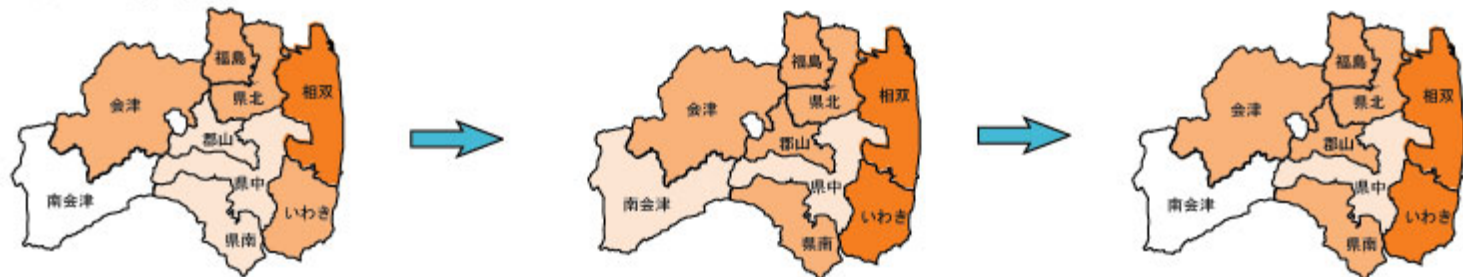 福島
県北
相双
会津
郡山
県中
南会津
いわき
県南
福島
県北
相双
会津
郡山
県中
南会津
いわき
県南
福島
県北
相双
会津
郡山
県中
南会津
いわき
県南